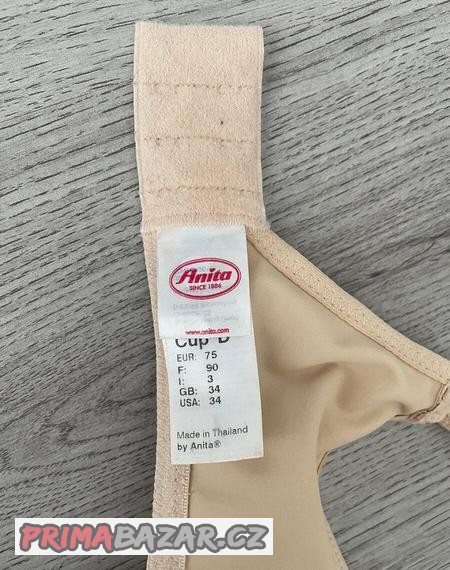 Anita
SINCE 1886
www.anita.com
Cup D
EUR: 75
F: 90
I: 3
GB: 34
USA: 34
Made in Thailand
by Anita®
PRIMABAZAR.CZ